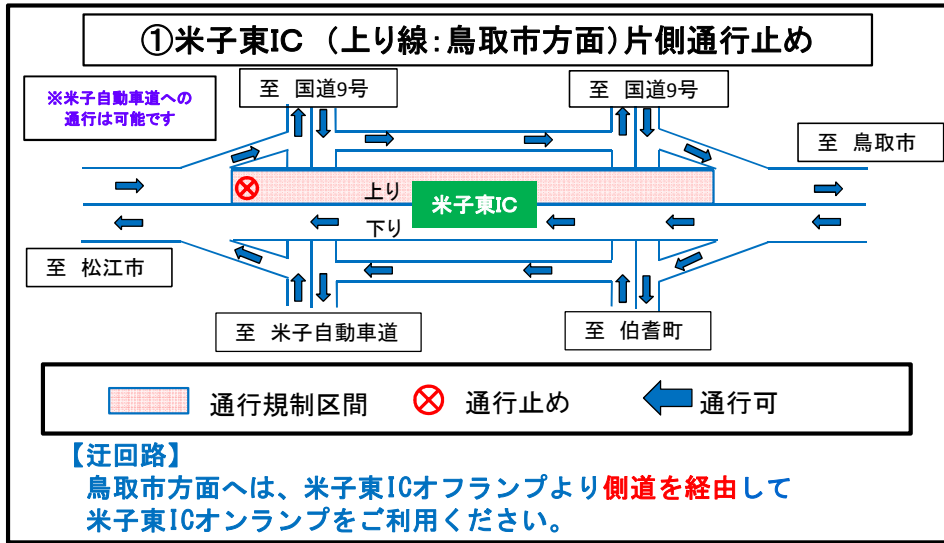 ①米子東IC （上り線：鳥取市方面）片側通行止め
※米子自動車道への
通行は可能です
至 国道9号
至 国道9号
至 鳥取市
上り
米子東IC
下り
至 松江市
至 米子自動車道
至 伯耆町
通行規制区間
通行止め
通行可
【迂回路】
鳥取市方面へは、米子東ICオフランプより側道を経由して
米子東ICオンランプをご利用ください。